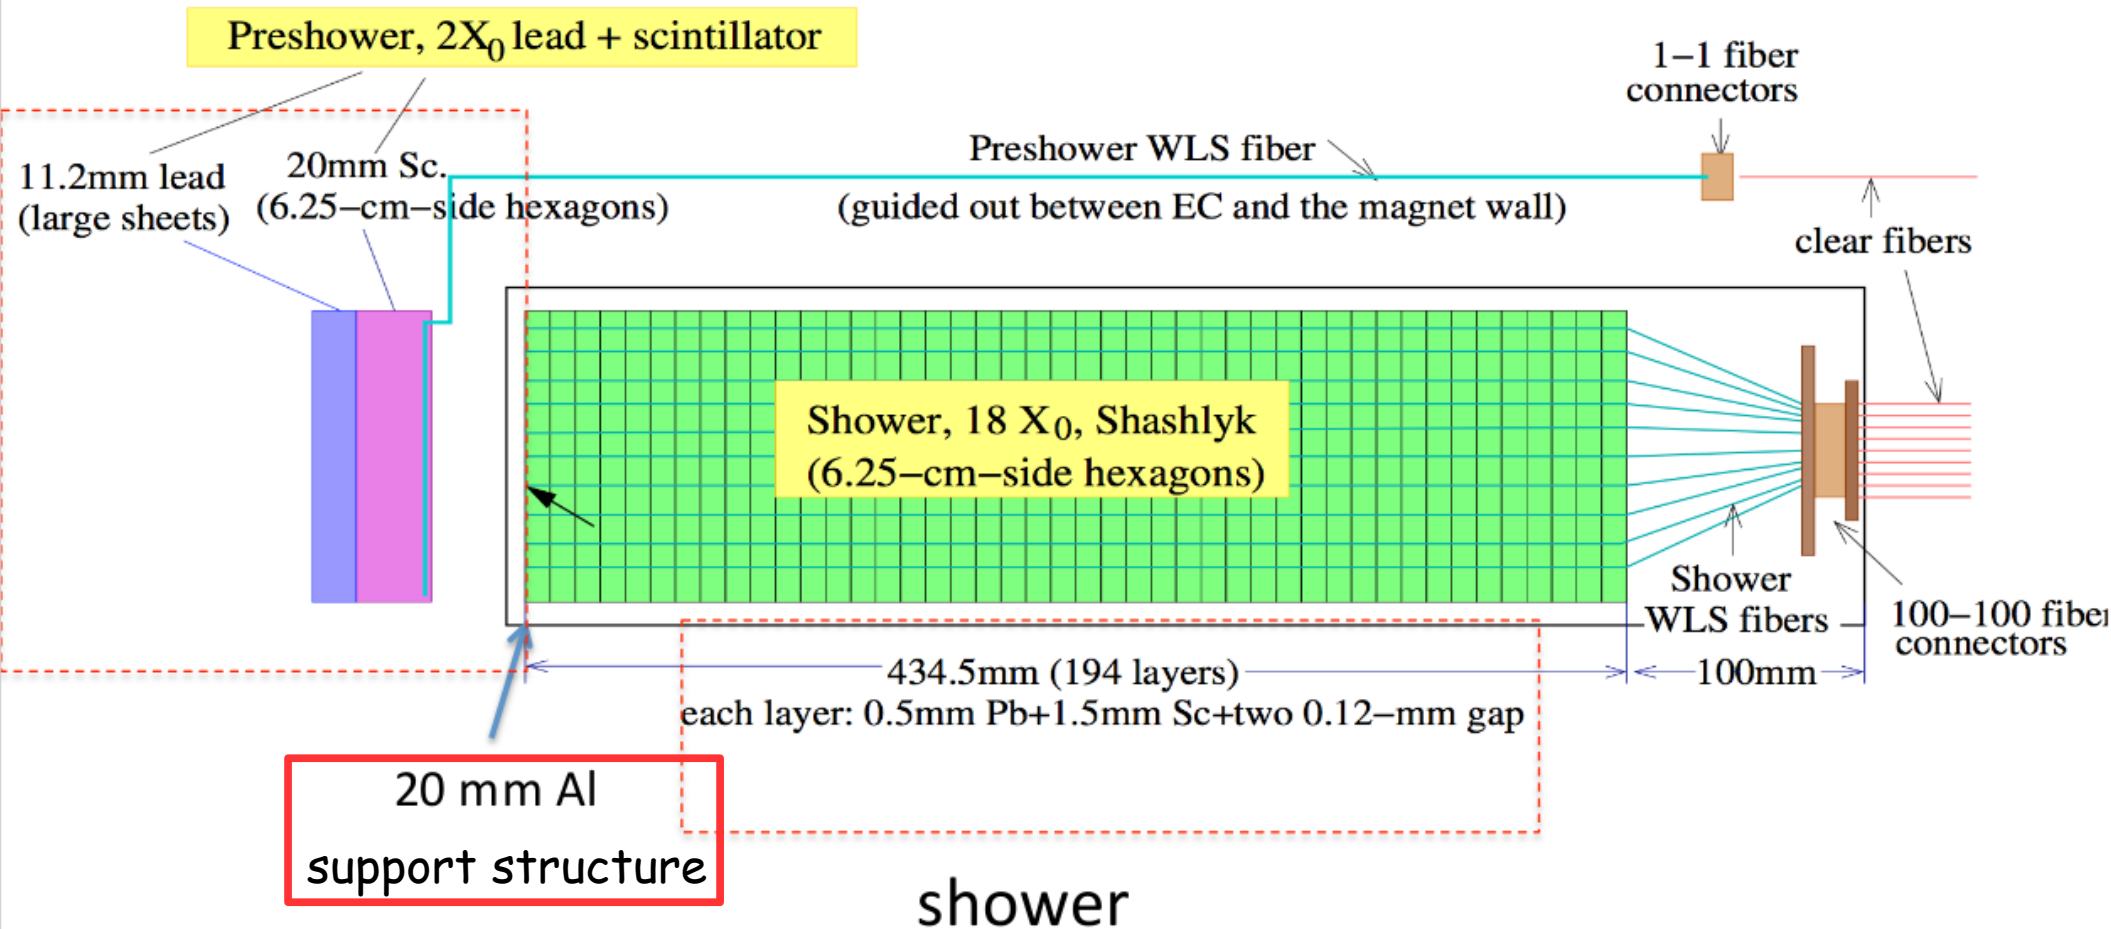 Preshower, 2X0 lead + scintillator
1–1 fiber
connectors
Preshower WLS fiber
11.2mm lead
(large sheets)
20mm Sc.
(6.25–cm–side hexagons)
(guided out between EC and the magnet wall)
clear fibers
Shower, 18 X0, Shashlyk
(6.25–cm–side hexagons)
Shower
WLS fibers
100–100 fiber
connectors
434.5mm (194 layers)
100mm
each layer: 0.5mm Pb+1.5mm Sc+two 0.12–mm gap
20 mm Al
support structure
shower